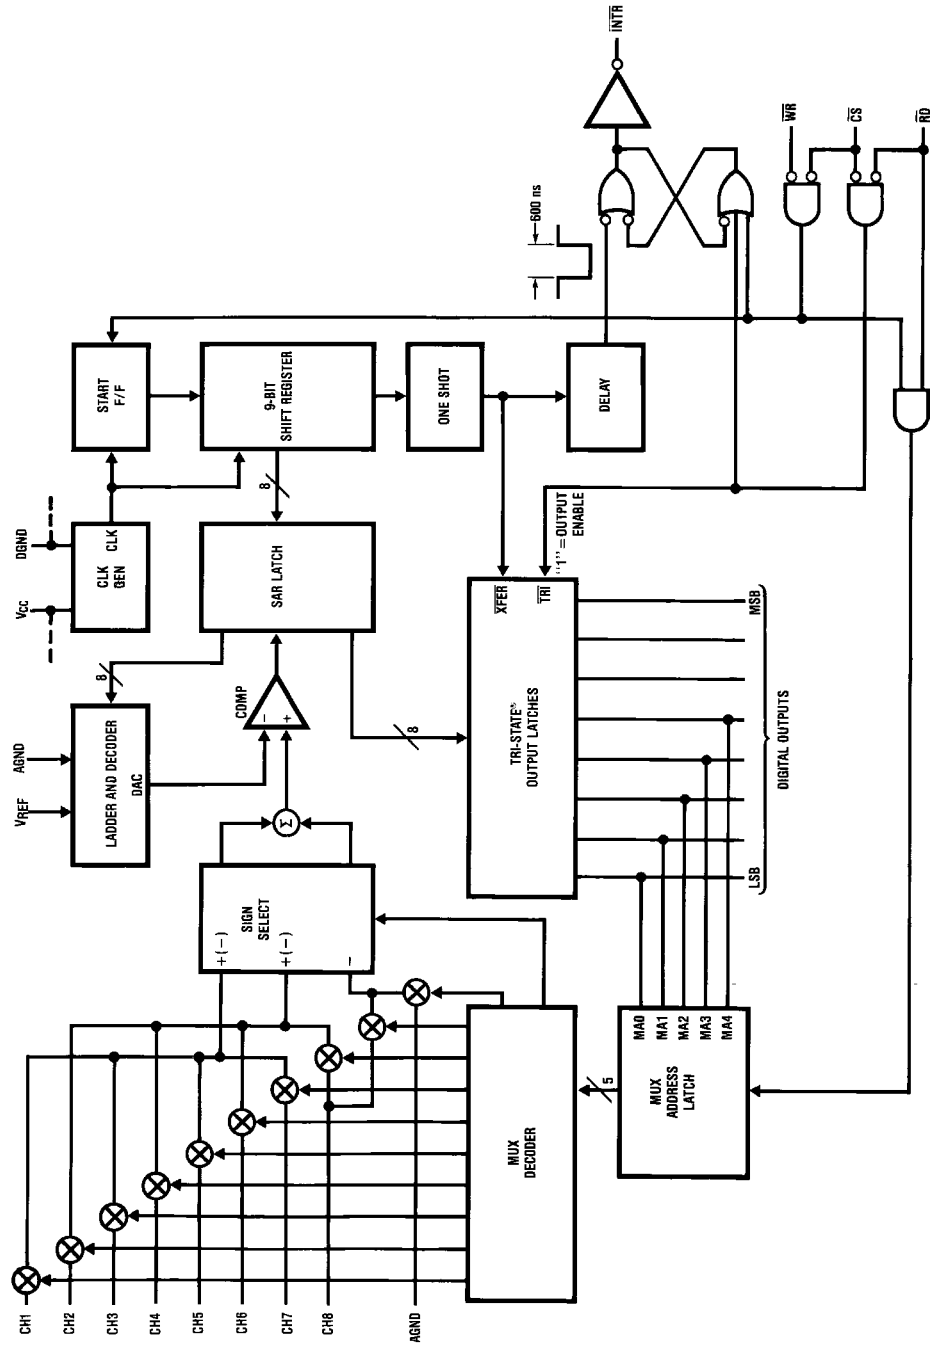 CH1
CH2
CH3
CH4
CH5
CH6
CH7
CH8
AGND
VREF
AGND
LADDER AND DECODER
DAC
8
VCC
DGND
CLK
GEN
CLK
START
F/F
9-BIT
SHIFT REGISTER
8
SAR LATCH
COMP
−
+
Σ
SIGN
SELECT
+(−)
+(−)
−
ONE SHOT
DELAY
600 ns
INTR
WR
CS
RD
8
XFER
TRI
"1" = OUTPUT
ENABLE
TRI-STATE®
OUTPUT LATCHES
MSB
LSB
DIGITAL OUTPUTS
MUX
DECODER
5
MA0
MA1
MA2
MA3
MA4
MUX
ADDRESS
LATCH